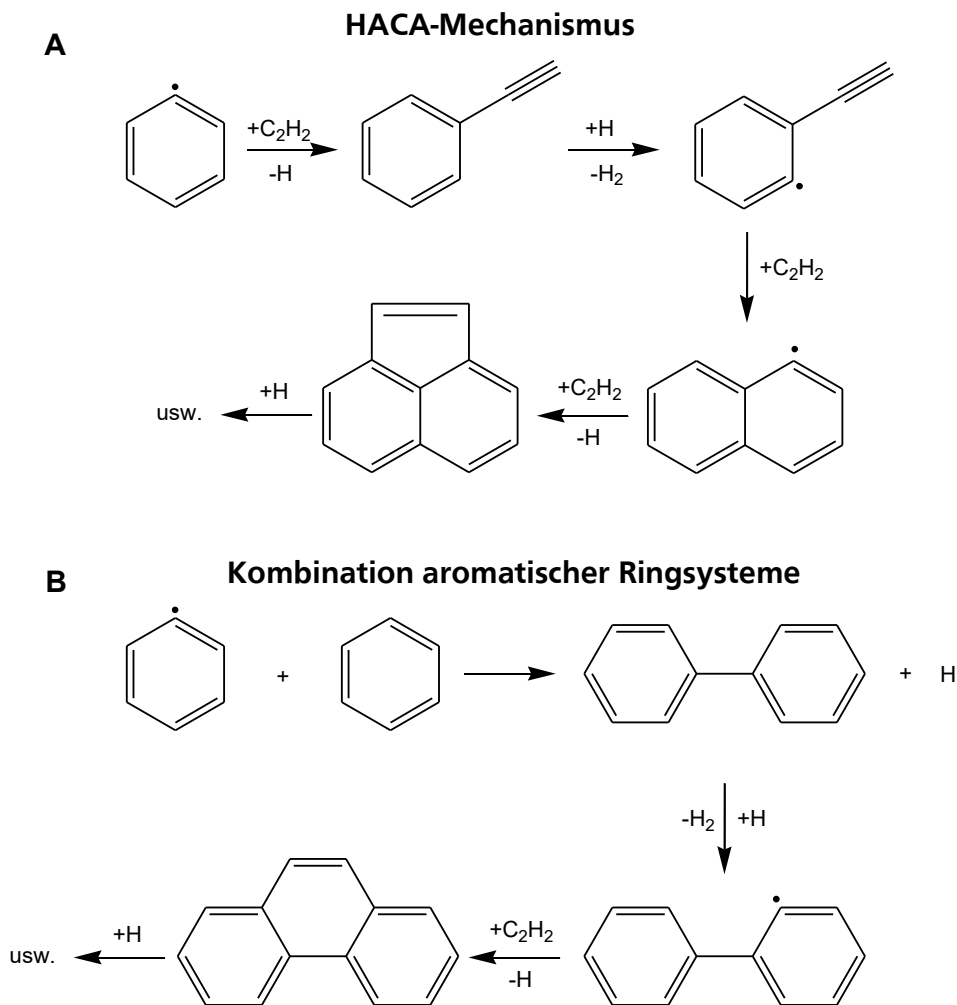 HACA-Mechanismus
A
+C₂H₂
-H
+H
-H₂
+C₂H₂
usw.
+H
+C₂H₂
-H
B
Kombination aromatischer Ringsysteme
+
+ H
-H₂ +H
usw.
+H
+C₂H₂
-H